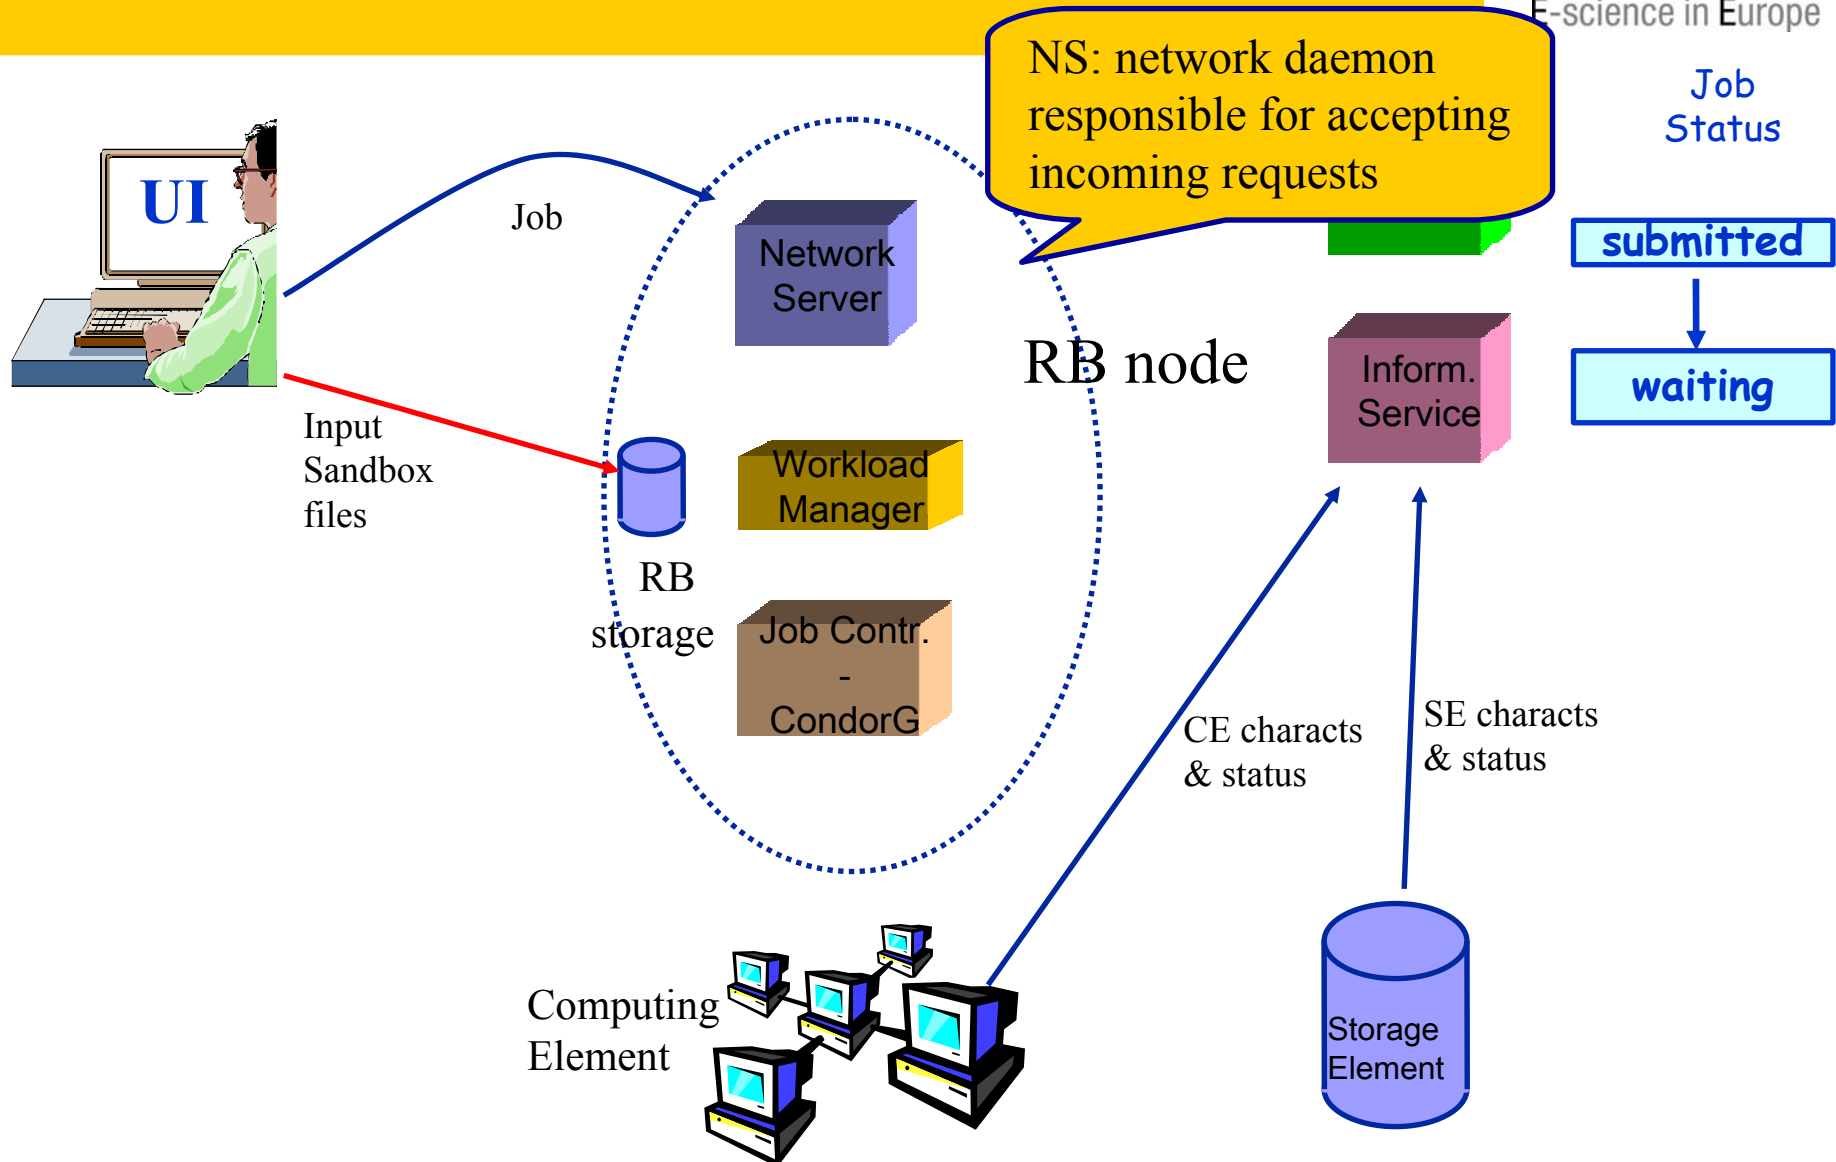 E-science in Europe
NS: network daemon
responsible for accepting
incoming requests
Job
Status
UI
Job
Network
Server
submitted
RB node
Inform.
Service
waiting
Input
Sandbox
files
Workload
Manager
RB
storage
Job Contr.
-
CondorG
CE characts
& status
SE characts
& status
Computing
Element
Storage
Element